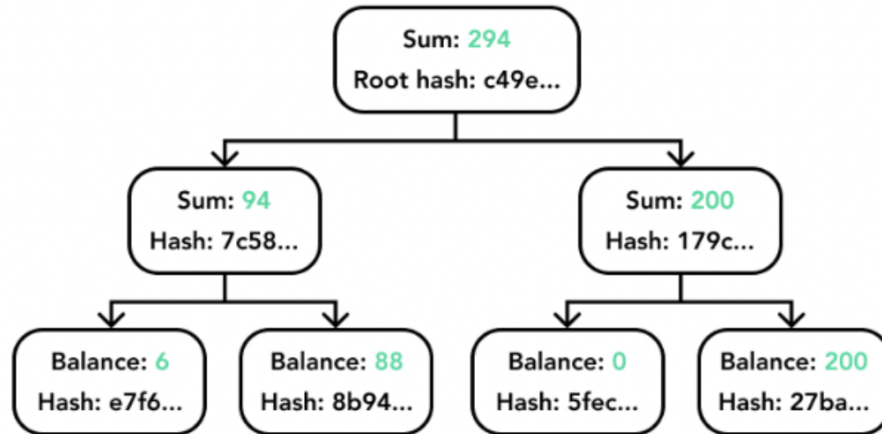 Sum: 294
Root hash: c49e...
Sum: 94
Hash: 7c58...
Sum: 200
Hash: 179c...
Balance: 6
Hash: e7f6...
Balance: 88
Hash: 8b94...
Balance: 0
Hash: 5fec...
Balance: 200
Hash: 27ba...